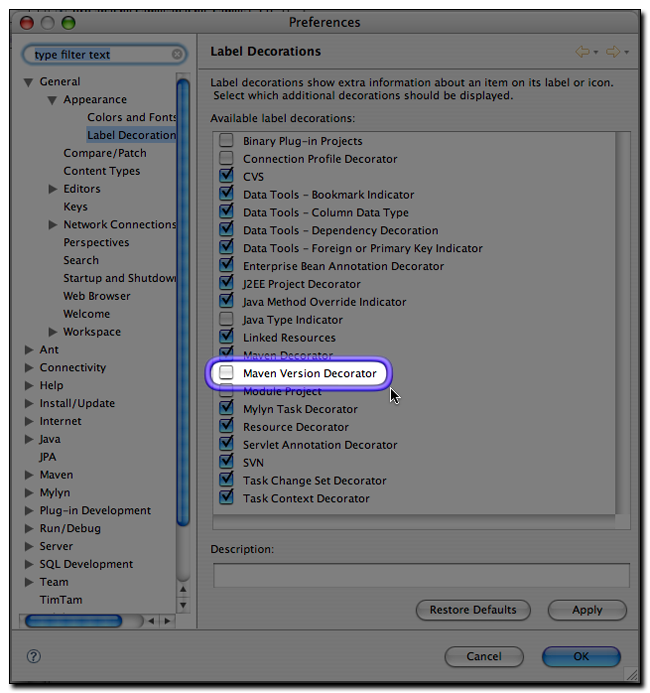 Preferences
type filter text
General
Appearance
Colors and Fonts
Label Decoration
Compare/Patch
Content Types
Editors
Keys
Network Connections
Perspectives
Search
Startup and Shutdown
Web Browser
Welcome
Workspace
Ant
Connectivity
Help
Install/Update
Internet
Java
JPA
Maven
Mylyn
Plug-in Development
Run/Debug
Server
SQL Development
Team
TimTam
Label Decorations
Label decorations show extra information about an item on its label or icon.
Select which additional decorations should be displayed.
Available label decorations:
Binary Plug-in Projects
Connection Profile Decorator
CVS
Data Tools - Bookmark Indicator
Data Tools - Column Data Type
Data Tools - Dependency Decoration
Data Tools - Foreign or Primary Key Indicator
Enterprise Bean Annotation Decorator
J2EE Project Decorator
Java Method Override Indicator
Java Type Indicator
Linked Resources
Maven Decorator
Maven Version Decorator
Module Project
Mylyn Task Decorator
Resource Decorator
Servlet Annotation Decorator
SVN
Task Change Set Decorator
Task Context Decorator
Description:
Restore Defaults
Apply
?
Cancel
OK